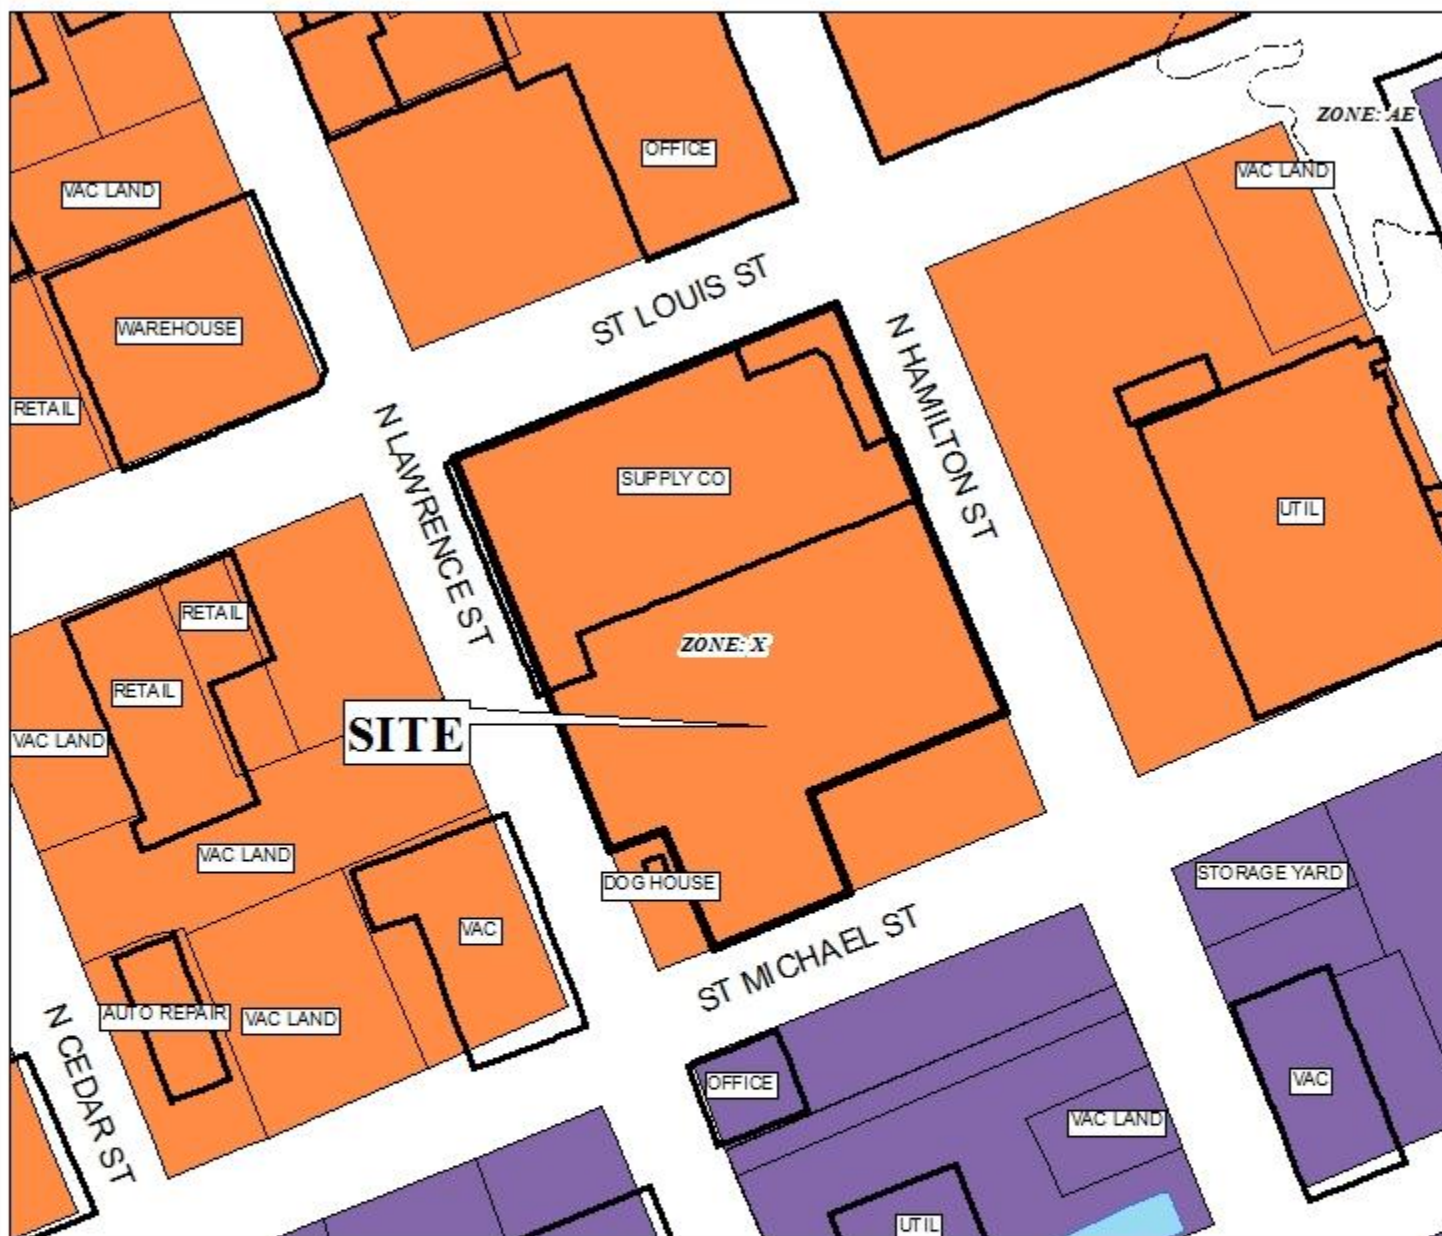 ZONE: AE
OFFICE
VAC LAND
VAC LAND
ST LOUIS ST
WAREHOUSE
N HAMILTON ST
RETAIL
N LAWRENCE ST
SUPPLY CO
UTIL
RETAIL
ZONE: X
RETAIL
SITE
VAC LAND
VAC LAND
DOG HOUSE
STORAGE YARD
VAC
ST MICHAEL ST
AUTO REPAIR
VAC LAND
N CEDAR ST
OFFICE
VAC
VAC LAND
UTIL